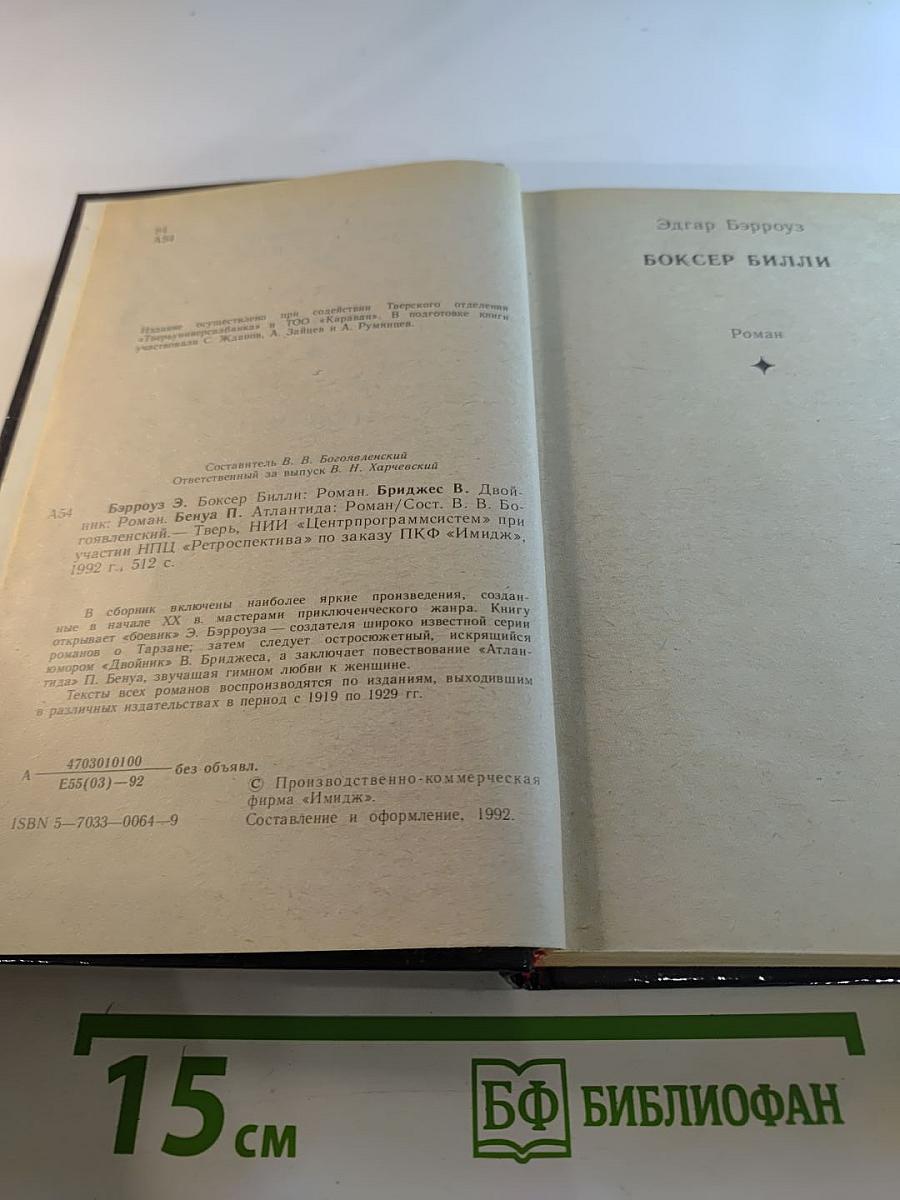 84
А54
Издание осуществлено при содействии Тверского отделения
«Тверьуниверсалбанка» и ТОО «Караван». В подготовке книги
участвовали С. Жданов, А. Зайцев и А. Румянцев.
Составитель В. В. Богоявленский
Ответственный за выпуск В. Н. Харчевский
А54 Бэрроуз Э. Боксер Билли: Роман. Бриджес В. Двой-
ник: Роман. Бенуа П. Атлантида: Роман/Сост. В. В. Бо-
гоявленский.— Тверь, НИИ «Центрпрограммсистем» при
участии НПЦ «Ретроспектива» по заказу ПКФ «Имидж»,
1992 г., 512 с.
В сборник включены наиболее яркие произведения, создан-
ные в начале XX в. мастерами приключенческого жанра. Книгу
открывает «боевик» Э. Бэрроуза — создателя широко известной серии
романов о Тарзане; затем следует остросюжетный, искрящийся
юмором «Двойник» В. Бриджеса, а заключает повествование «Атлан-
тида» П. Бенуа, звучащая гимном любви к женщине.
Тексты всех романов воспроизводятся по изданиям, выходившим
в различных издательствах в период с 1919 по 1929 гг.
А 4703010100 без объявл.
Е55(03)—92
© Производственно-коммерческая
фирма «Имидж».
ISBN 5—7033—0064—9 Составление и оформление, 1992.
Эдгар Бэрроуз
БОКСЕР БИЛЛИ
Роман
15 см
БФ БИБЛИОФАН